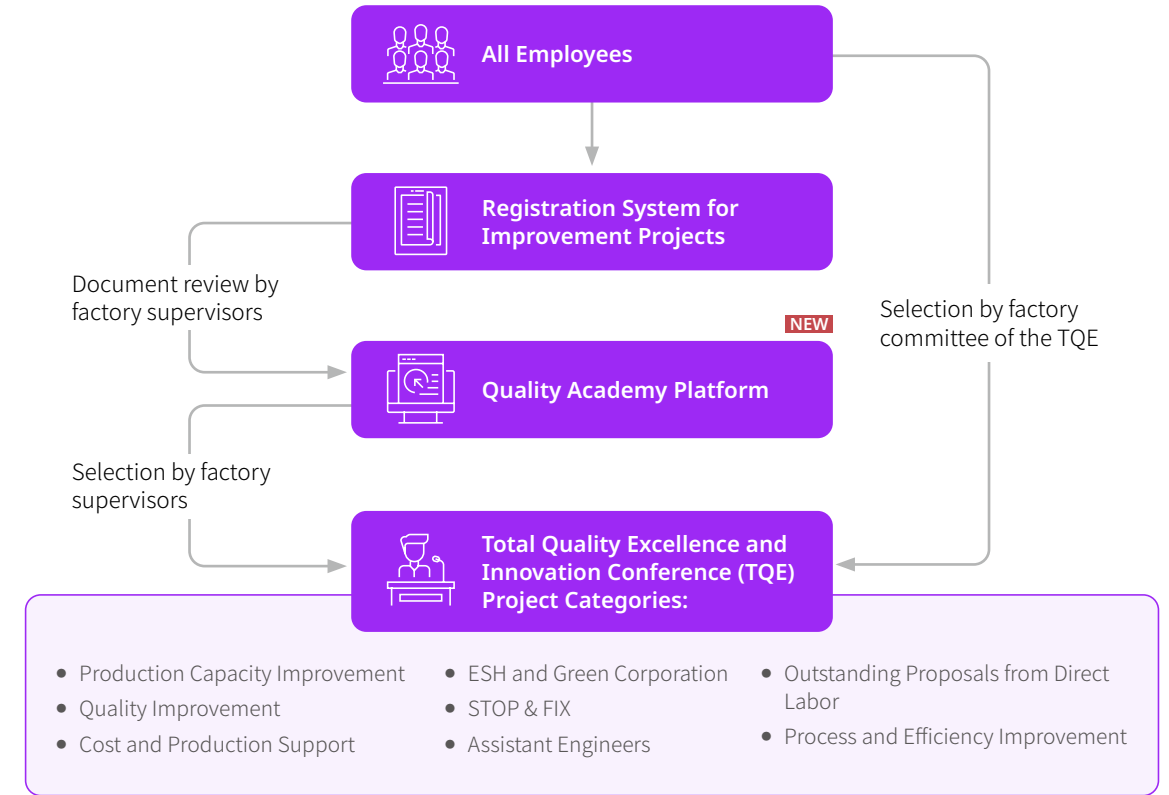 All Employees
Registration System for
Improvement Projects
Document review by
factory supervisors
Selection by factory
committee of the TQE
NEW
Quality Academy Platform
Selection by factory
supervisors
Total Quality Excellence and
Innovation Conference (TQE)
Project Categories:
• Production Capacity Improvement
• Quality Improvement
• Cost and Production Support
• ESH and Green Corporation
• STOP & FIX
• Assistant Engineers
• Outstanding Proposals from Direct
Labor
• Process and Efficiency Improvement